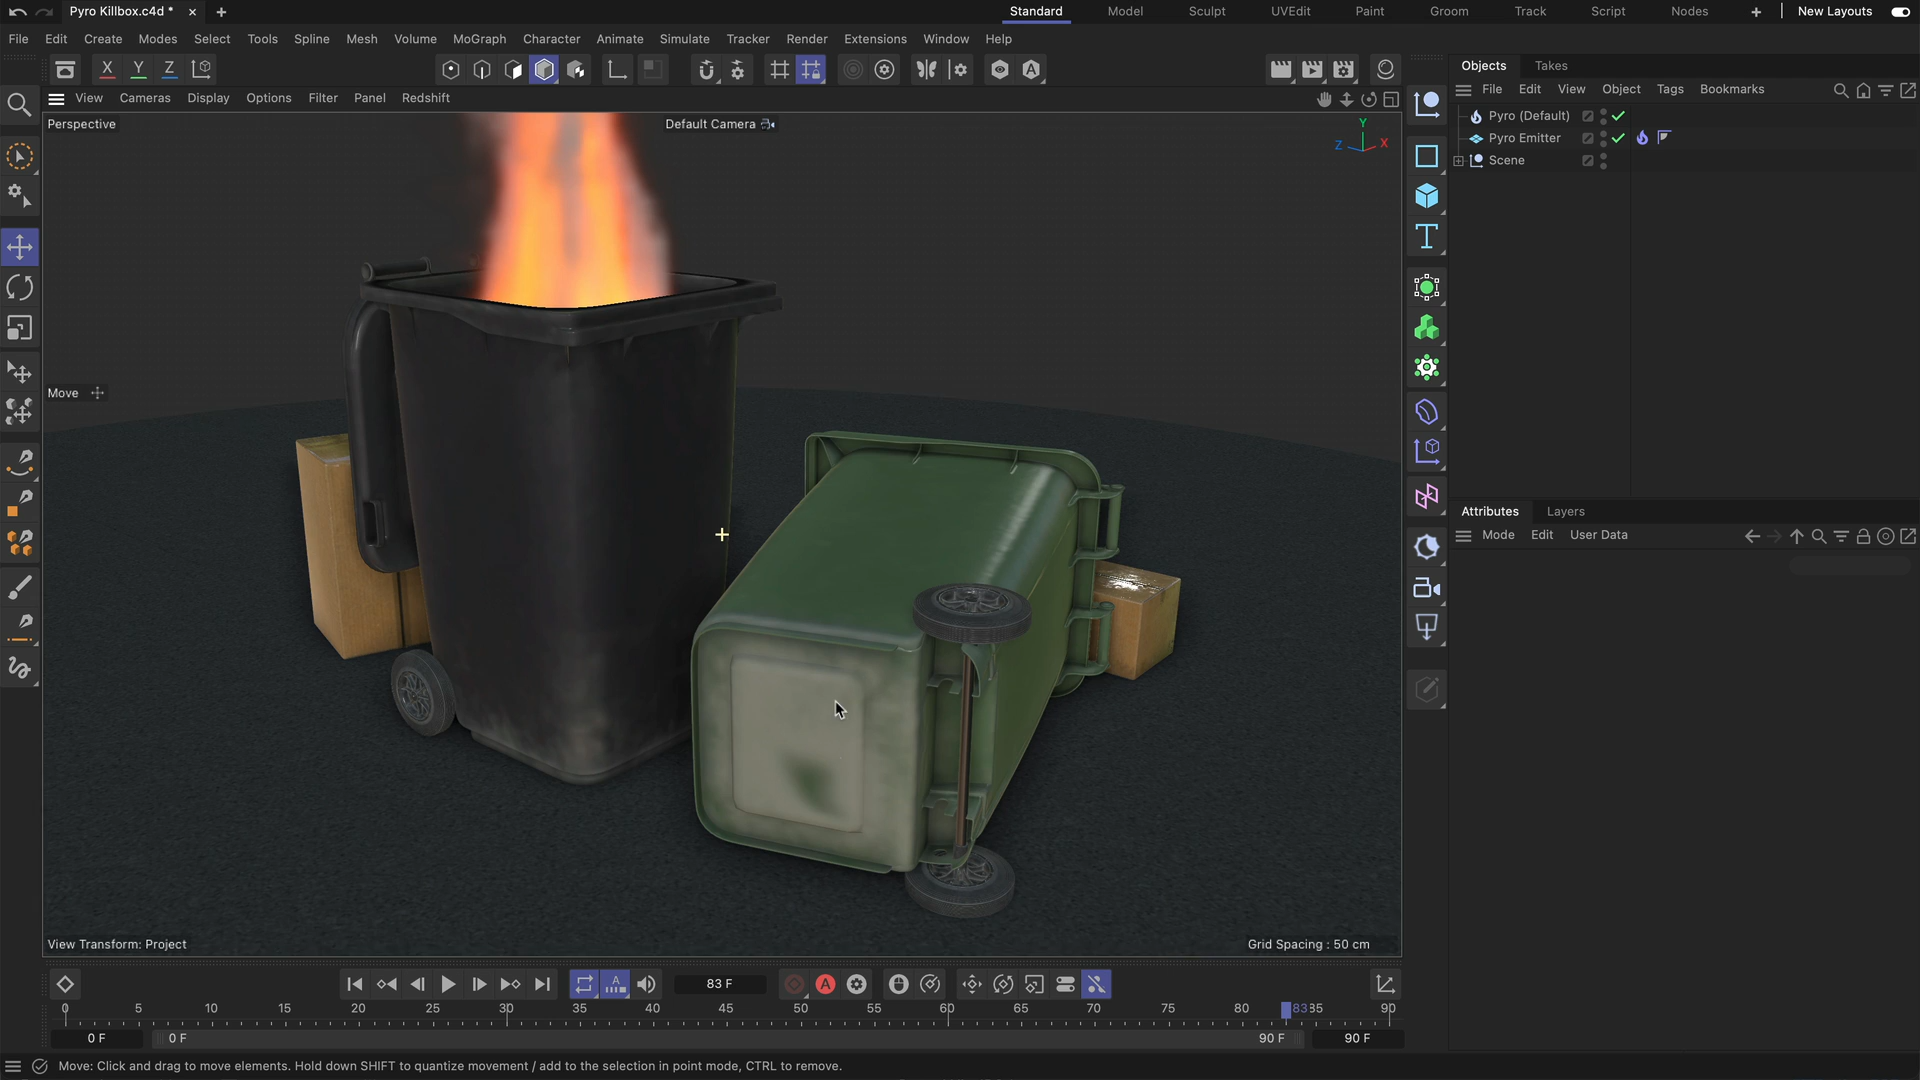 Pyro Killbox.c4d *
Standard
Model
Sculpt
UVEdit
Paint
Groom
Track
Script
Nodes
New Layouts
File
Edit
Create
Modes
Select
Tools
Spline
Mesh
Volume
MoGraph
Character
Animate
Simulate
Tracker
Render
Extensions
Window
Help
X
Y
Z
Objects
Takes
View
Cameras
Display
Options
Filter
Panel
Redshift
File
Edit
View
Object
Tags
Bookmarks
Perspective
Default Camera
Y
Z
X
Pyro (Default)
Pyro Emitter
Scene
Move
Attributes
Layers
Mode
Edit
User Data
View Transform: Project
Grid Spacing : 50 cm
83 F
A
0
5
10
15
20
25
30
35
40
45
50
55
60
65
70
75
80
83
85
90
0 F
0 F
90 F
90 F
Move: Click and drag to move elements. Hold down SHIFT to quantize movement / add to the selection in point mode, CTRL to remove.